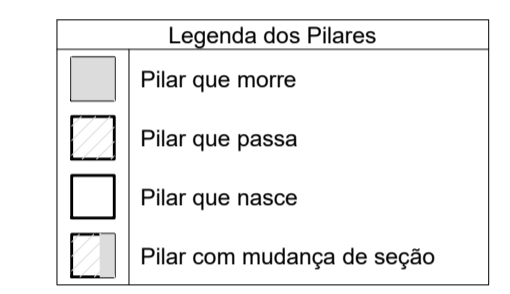 Legenda dos Pilares
Pilar que morre
Pilar que passa
Pilar que nasce
Pilar com mudança de seção